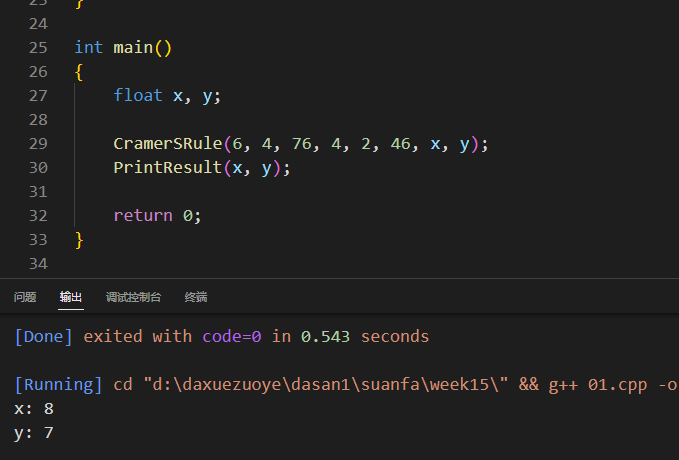 23 }
24
25 int main()
26 {
27 float x, y;
28
29 CramerSRule(6, 4, 76, 4, 2, 46, x, y);
30 PrintResult(x, y);
31
32 return 0;
33 }
34
问题 输出 调试控制台 终端
[Done] exited with code=0 in 0.543 seconds
[Running] cd "d:\daxuezuoye\dasan1\suanfa\week15\" && g++ 01.cpp -o
x: 8
y: 7